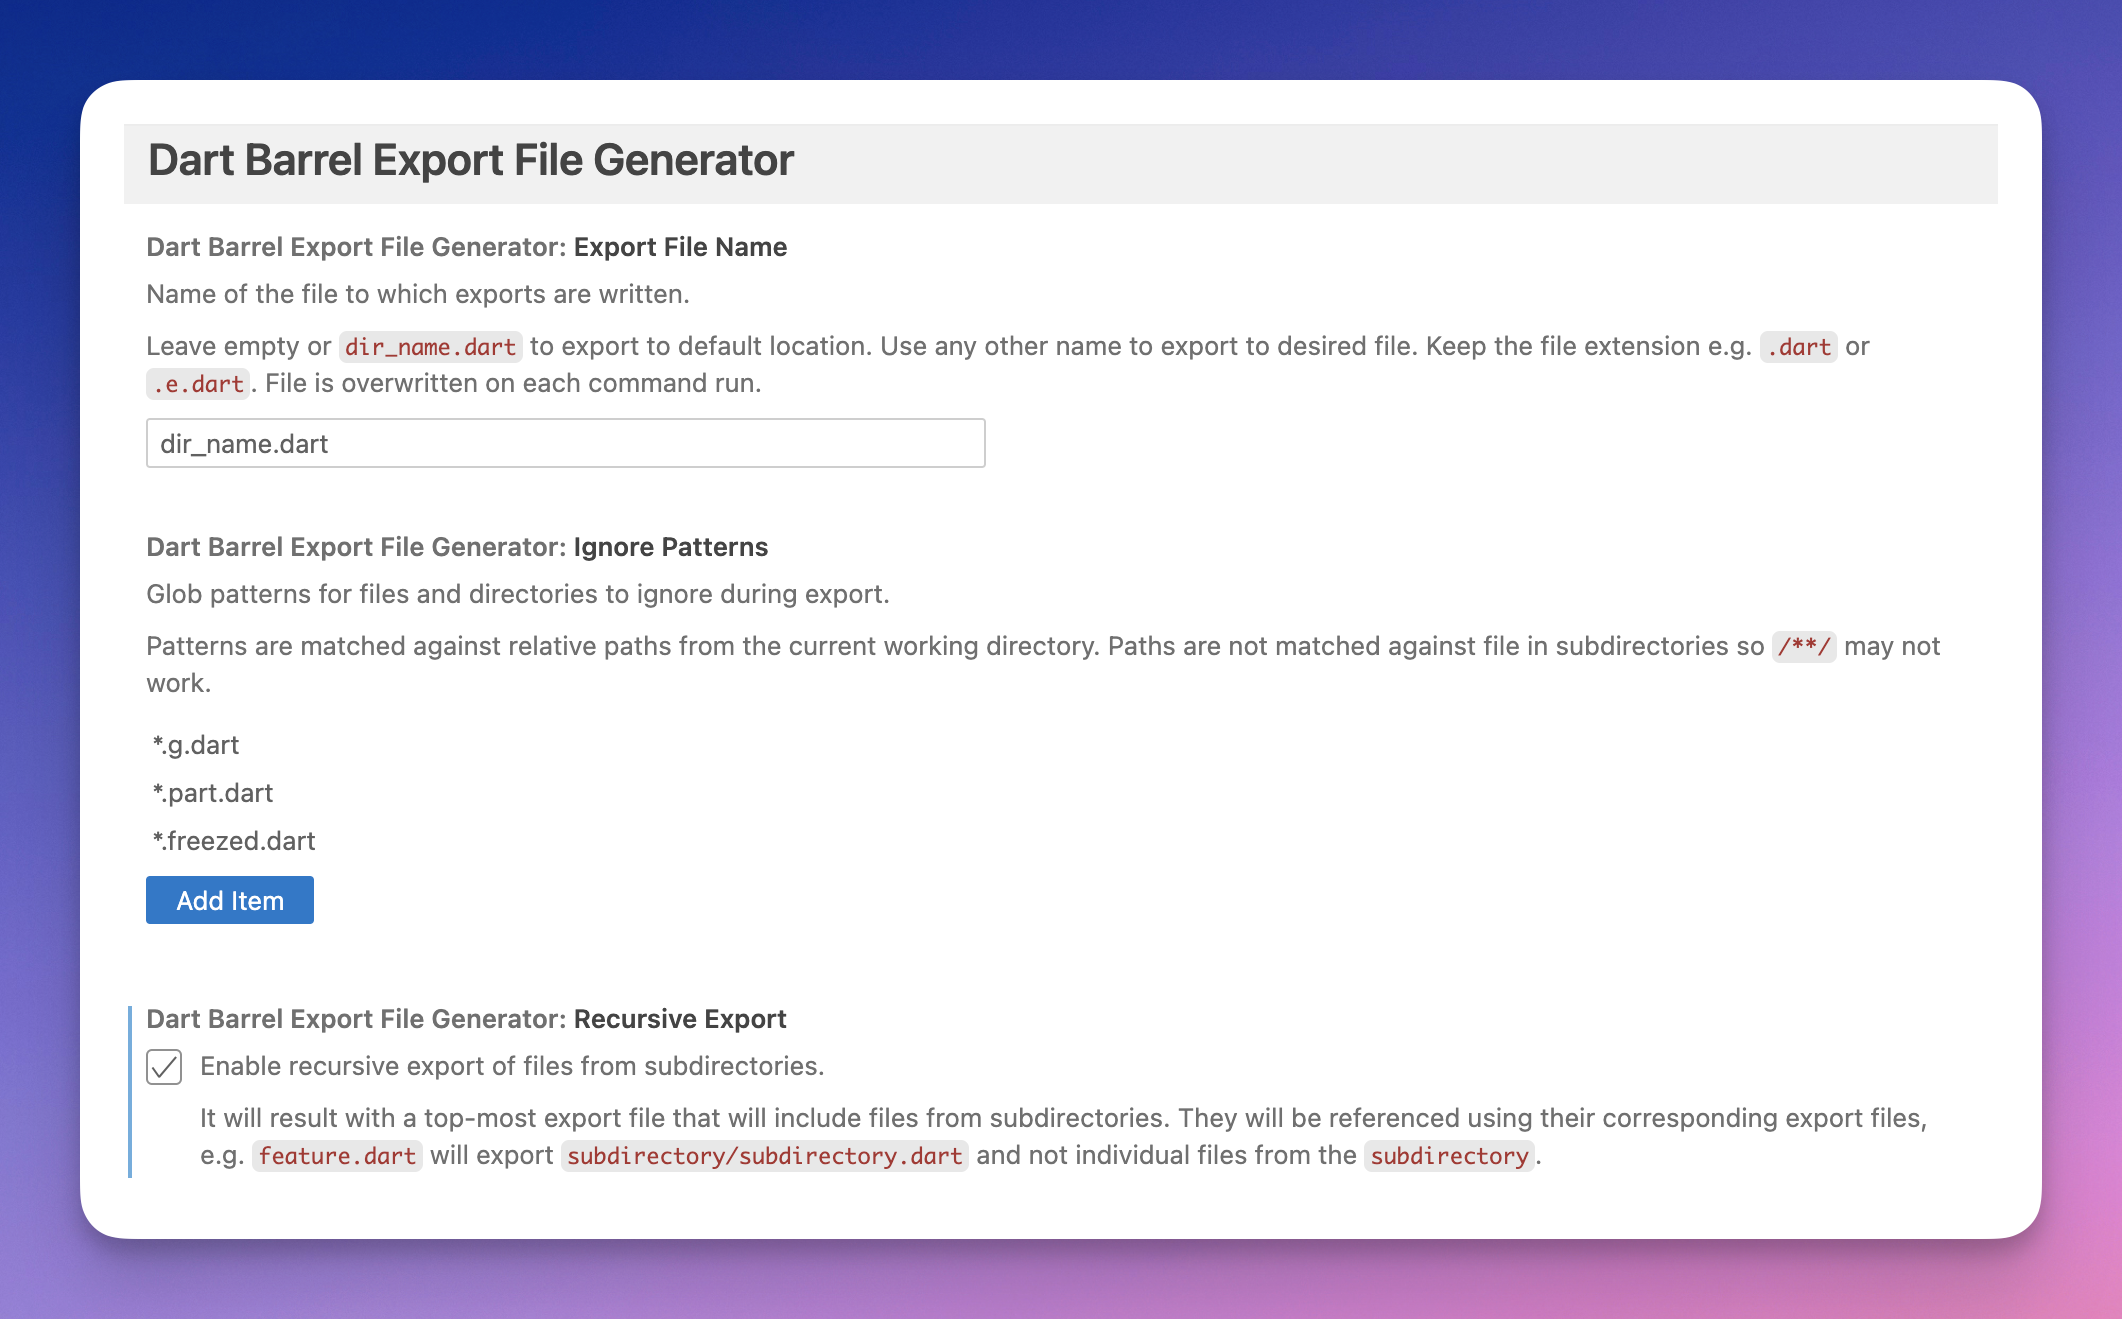 Dart Barrel Export File Generator
Dart Barrel Export File Generator: Export File Name
Name of the file to which exports are written.
Leave empty or dir_name.dart to export to default location. Use any other name to export to desired file. Keep the file extension e.g. .dart or
.e.dart. File is overwritten on each command run.
dir_name.dart
Dart Barrel Export File Generator: Ignore Patterns
Glob patterns for files and directories to ignore during export.
Patterns are matched against relative paths from the current working directory. Paths are not matched against file in subdirectories so /**/ may not
work.
*.g.dart
*.part.dart
*.freezed.dart
Add Item
Dart Barrel Export File Generator: Recursive Export
Enable recursive export of files from subdirectories.
It will result with a top-most export file that will include files from subdirectories. They will be referenced using their corresponding export files,
e.g. feature.dart will export subdirectory/subdirectory.dart and not individual files from the subdirectory.